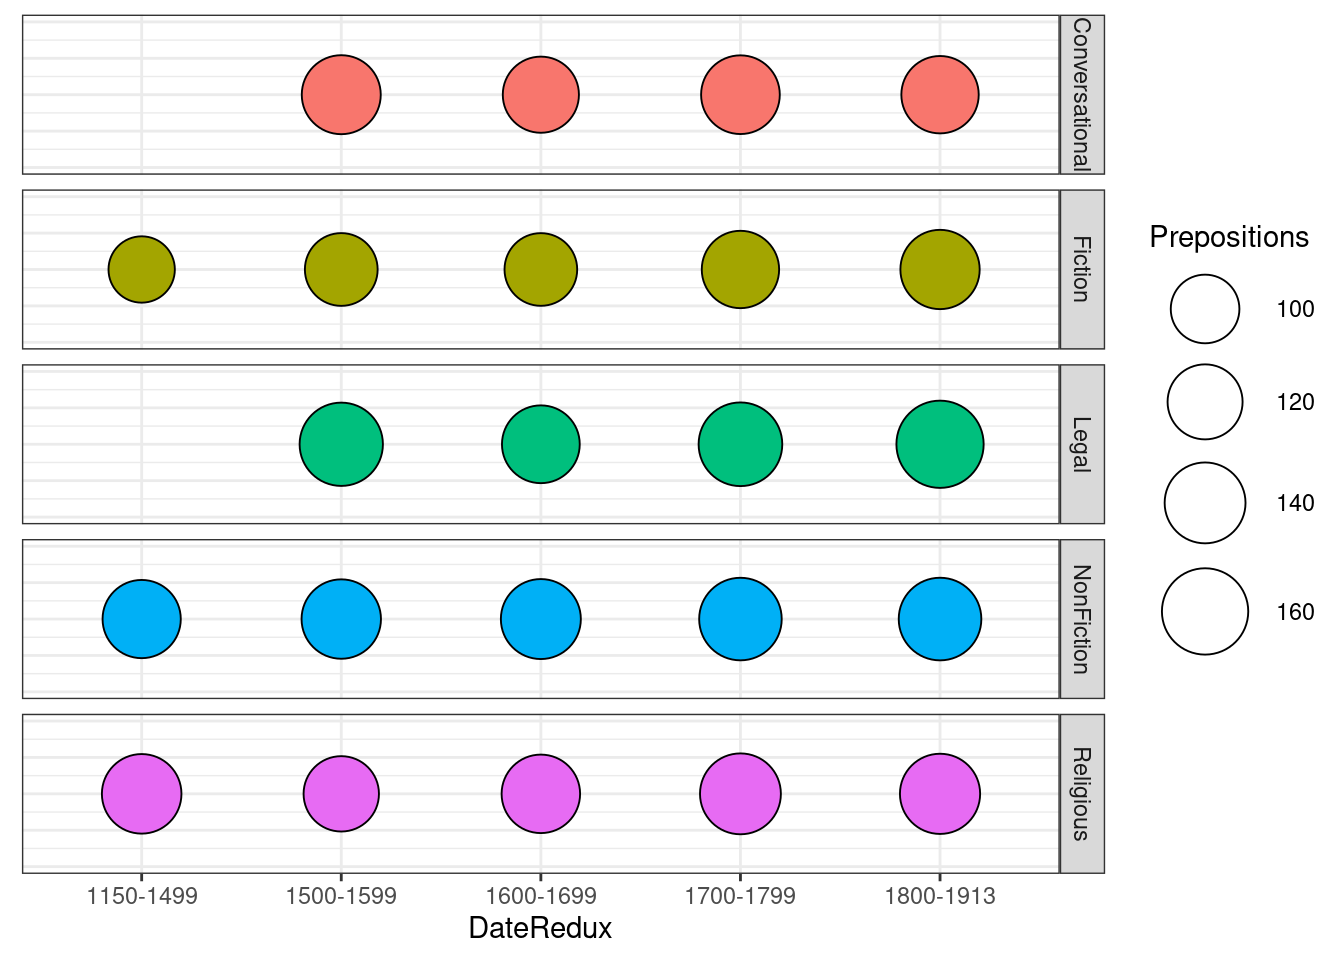 Conversational
Fiction
Legal
NonFiction
Religious
1150-1499
1500-1599
1600-1699
1700-1799
1800-1913
DateRedux
Prepositions
100
120
140
160